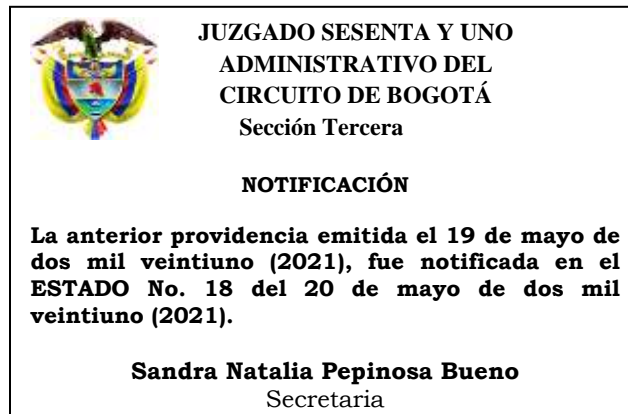 JUZGADO SESENTA Y UNO
ADMINISTRATIVO DEL
CIRCUITO DE BOGOTÁ
Sección Tercera
NOTIFICACIÓN
La anterior providencia emitida el 19 de mayo de
dos mil veintiuno (2021), fue notificada en el
ESTADO No. 18 del 20 de mayo de dos mil
veintiuno (2021).
Sandra Natalia Pepinosa Bueno
Secretaria